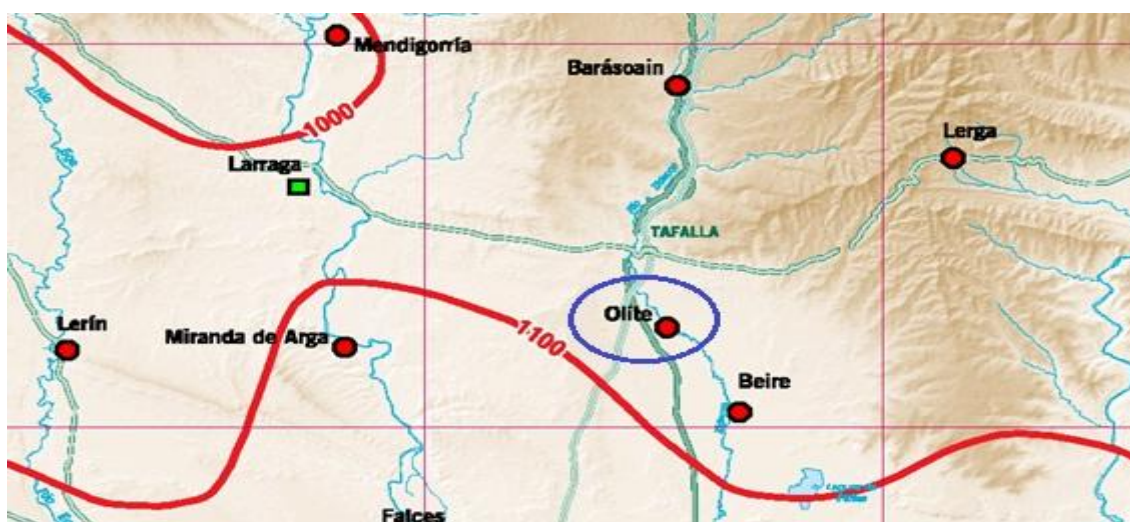 Mendigorría
Barásoain
1000
Lerga
Larraga
TAFALLA
Olite
1100
Lerín
Miranda de Arga
Beire
Falces